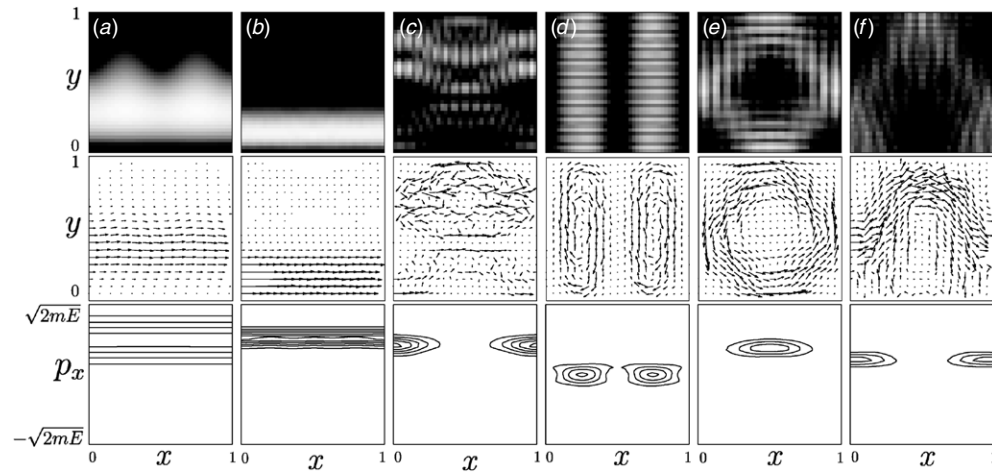 1 (a) (b) (c) (d) (e) (f)
y
0
1
y
0
√2mE
p_x
-√2mE
0 x 1 0 x 1 0 x 1 0 x 1 0 x 1 0 x 1